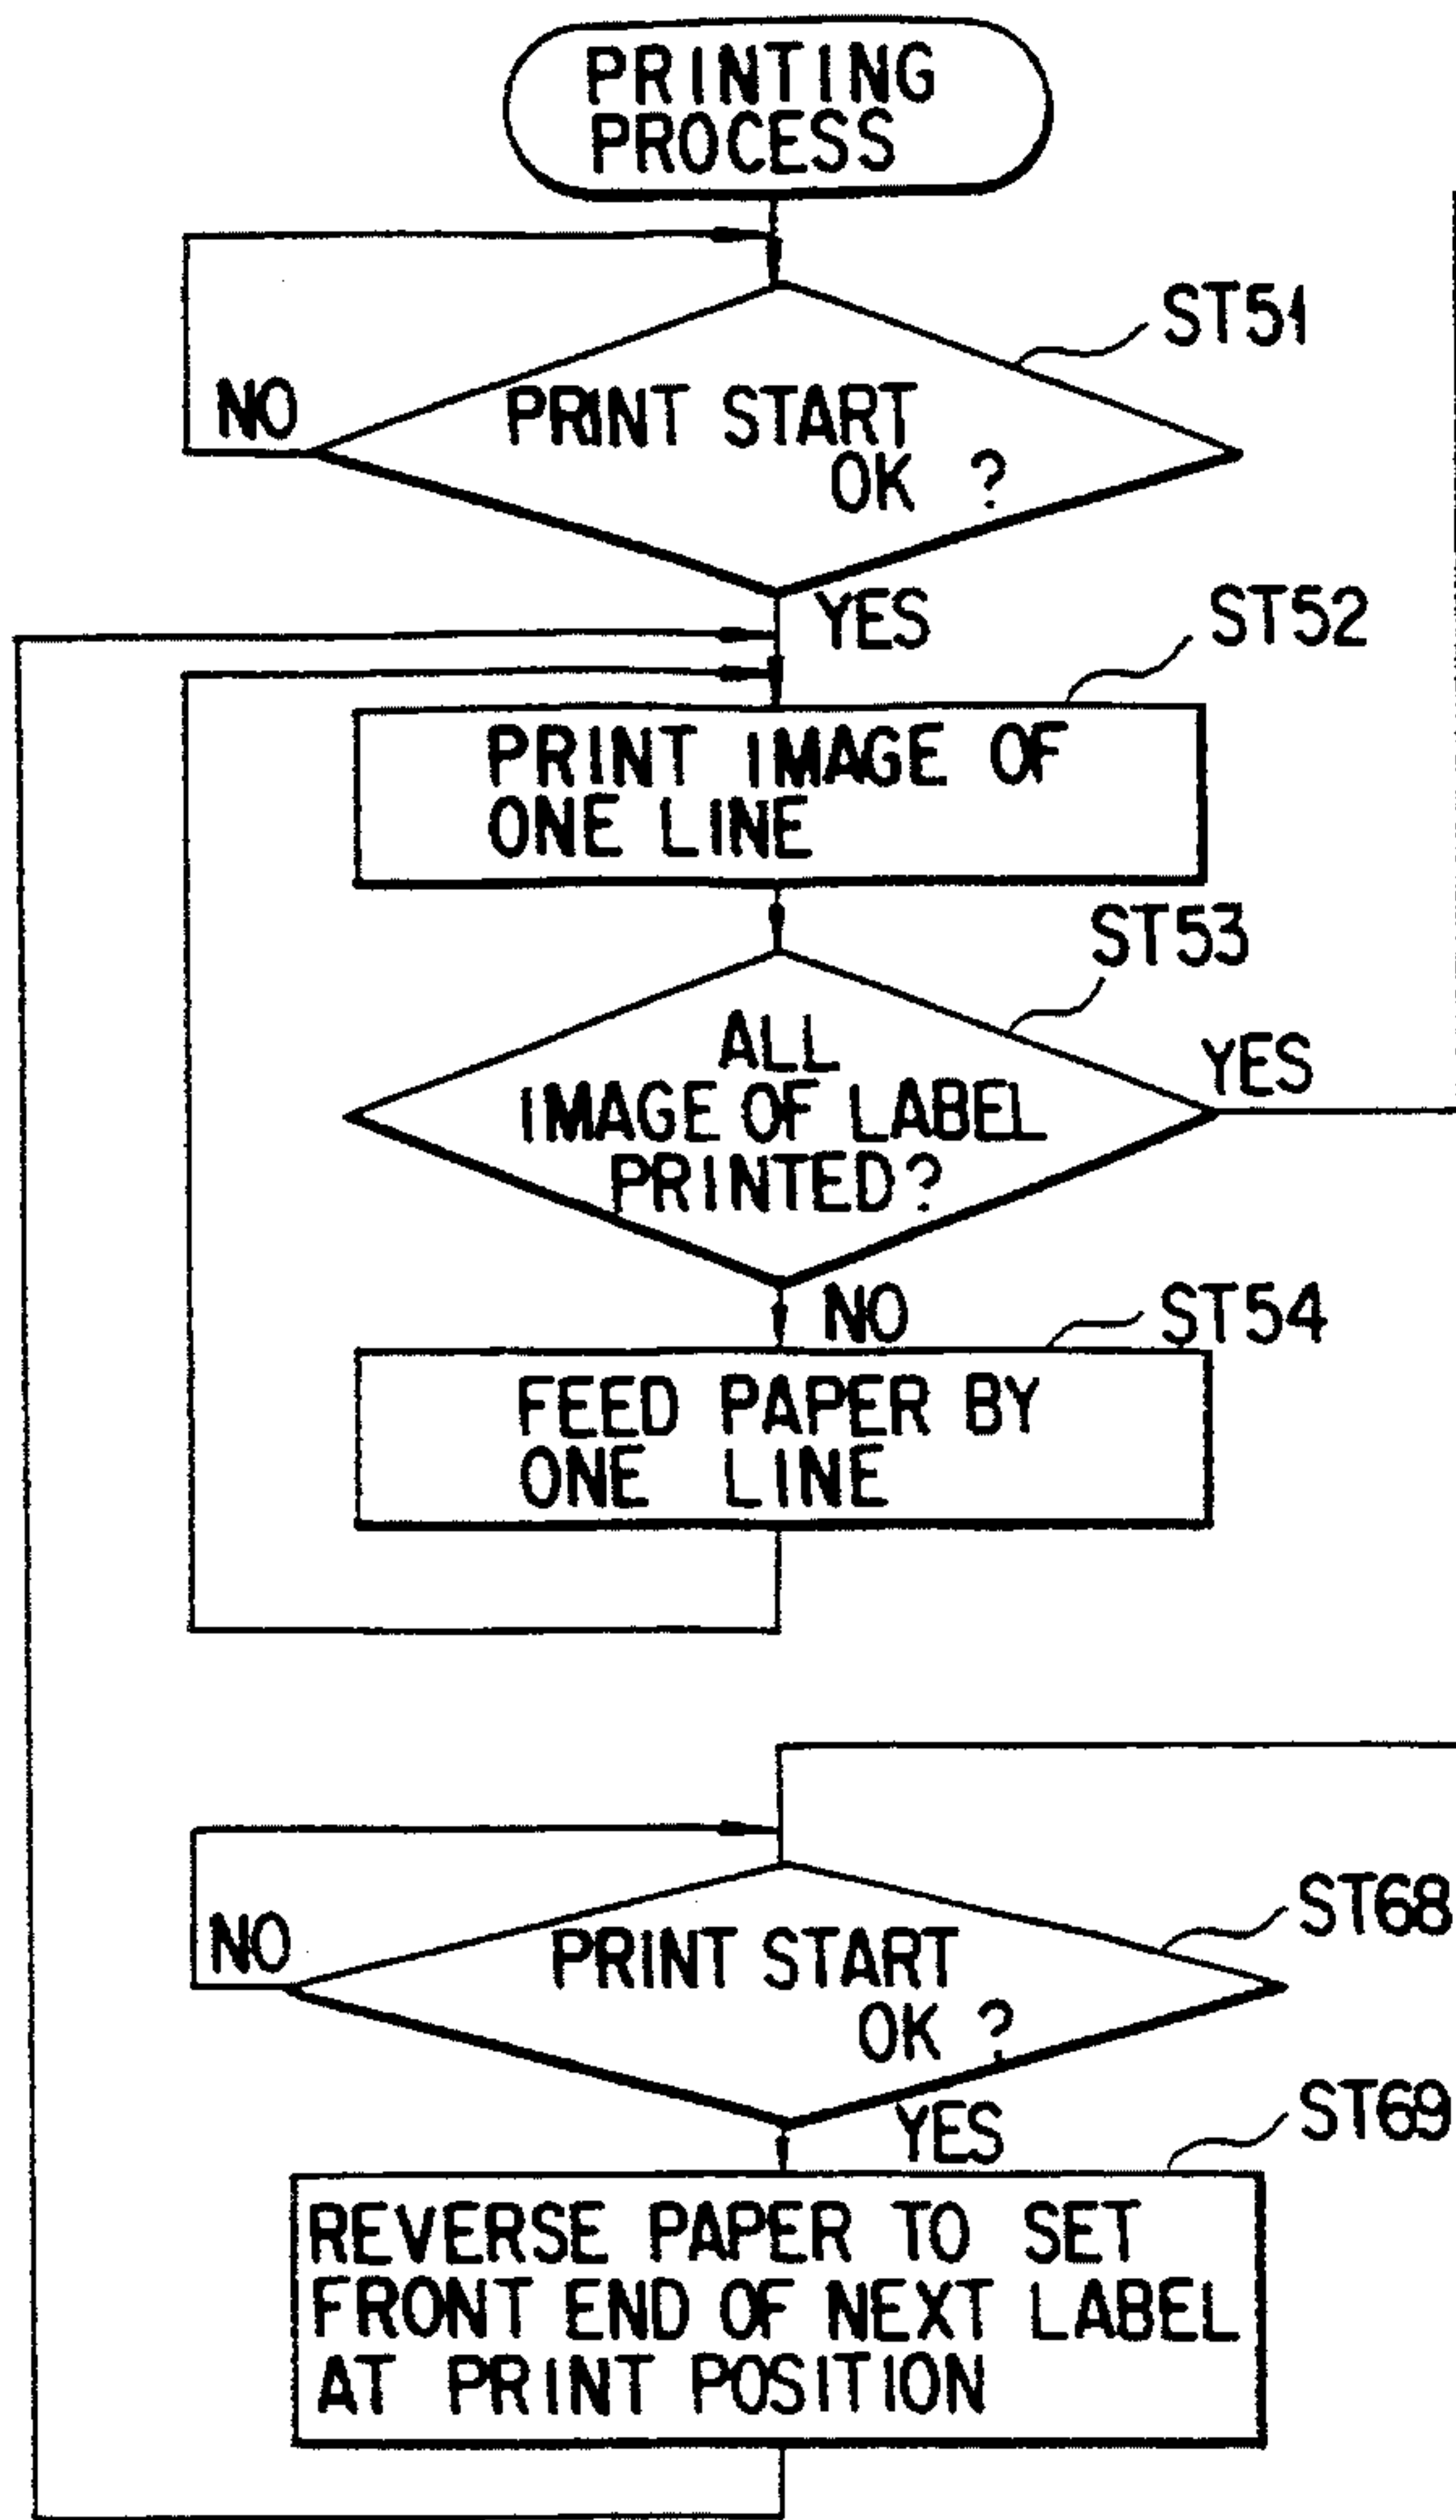 PRINTING
PROCESS
ST51
NO
PRINT START
OK ?
YES
ST52
PRINT IMAGE OF
ONE LINE
ST53
ALL
IMAGE OF LABEL
PRINTED?
YES
NO
ST54
FEED PAPER BY
ONE LINE
ST68
NO
PRINT START
OK ?
YES
ST69
REVERSE PAPER TO SET
FRONT END OF NEXT LABEL
AT PRINT POSITION